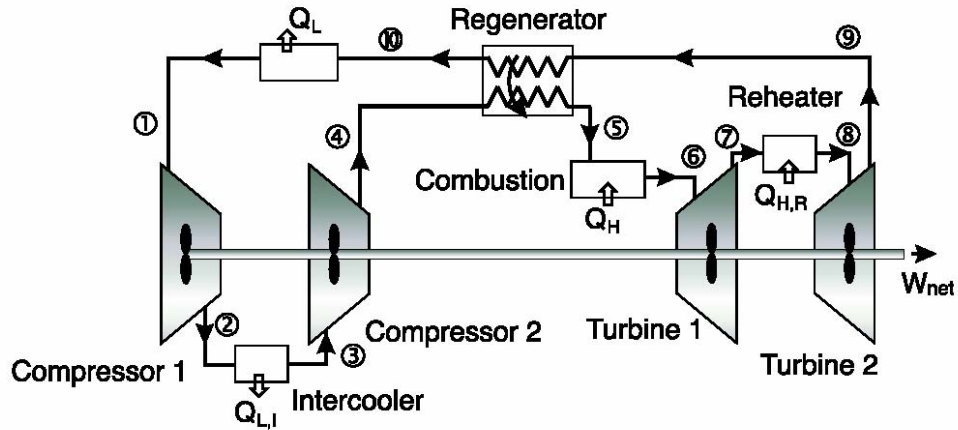 Q_L
⑩
Regenerator
⑨
①
④
⑤
Reheater
⑦
⑧
Combustion
⑥
Q_H
Q_H,R
W_net
②
③
Compressor 2
Turbine 1
Turbine 2
Compressor 1
Intercooler
Q_L,I